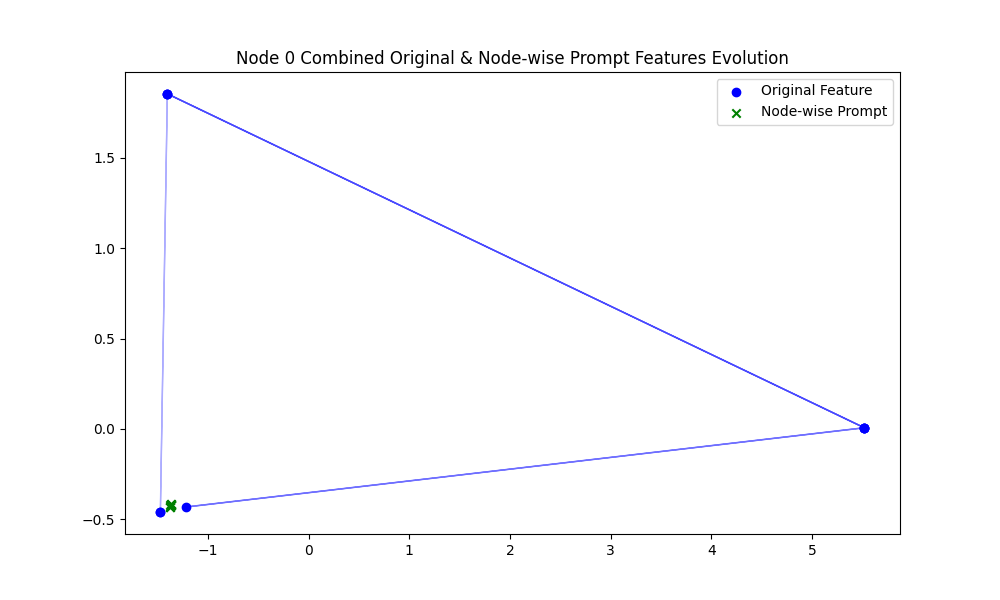 Node 0 Combined Original & Node-wise Prompt Features Evolution
Original Feature
Node-wise Prompt
1.5
1.0
0.5
0.0
−0.5
−1 0 1 2 3 4 5